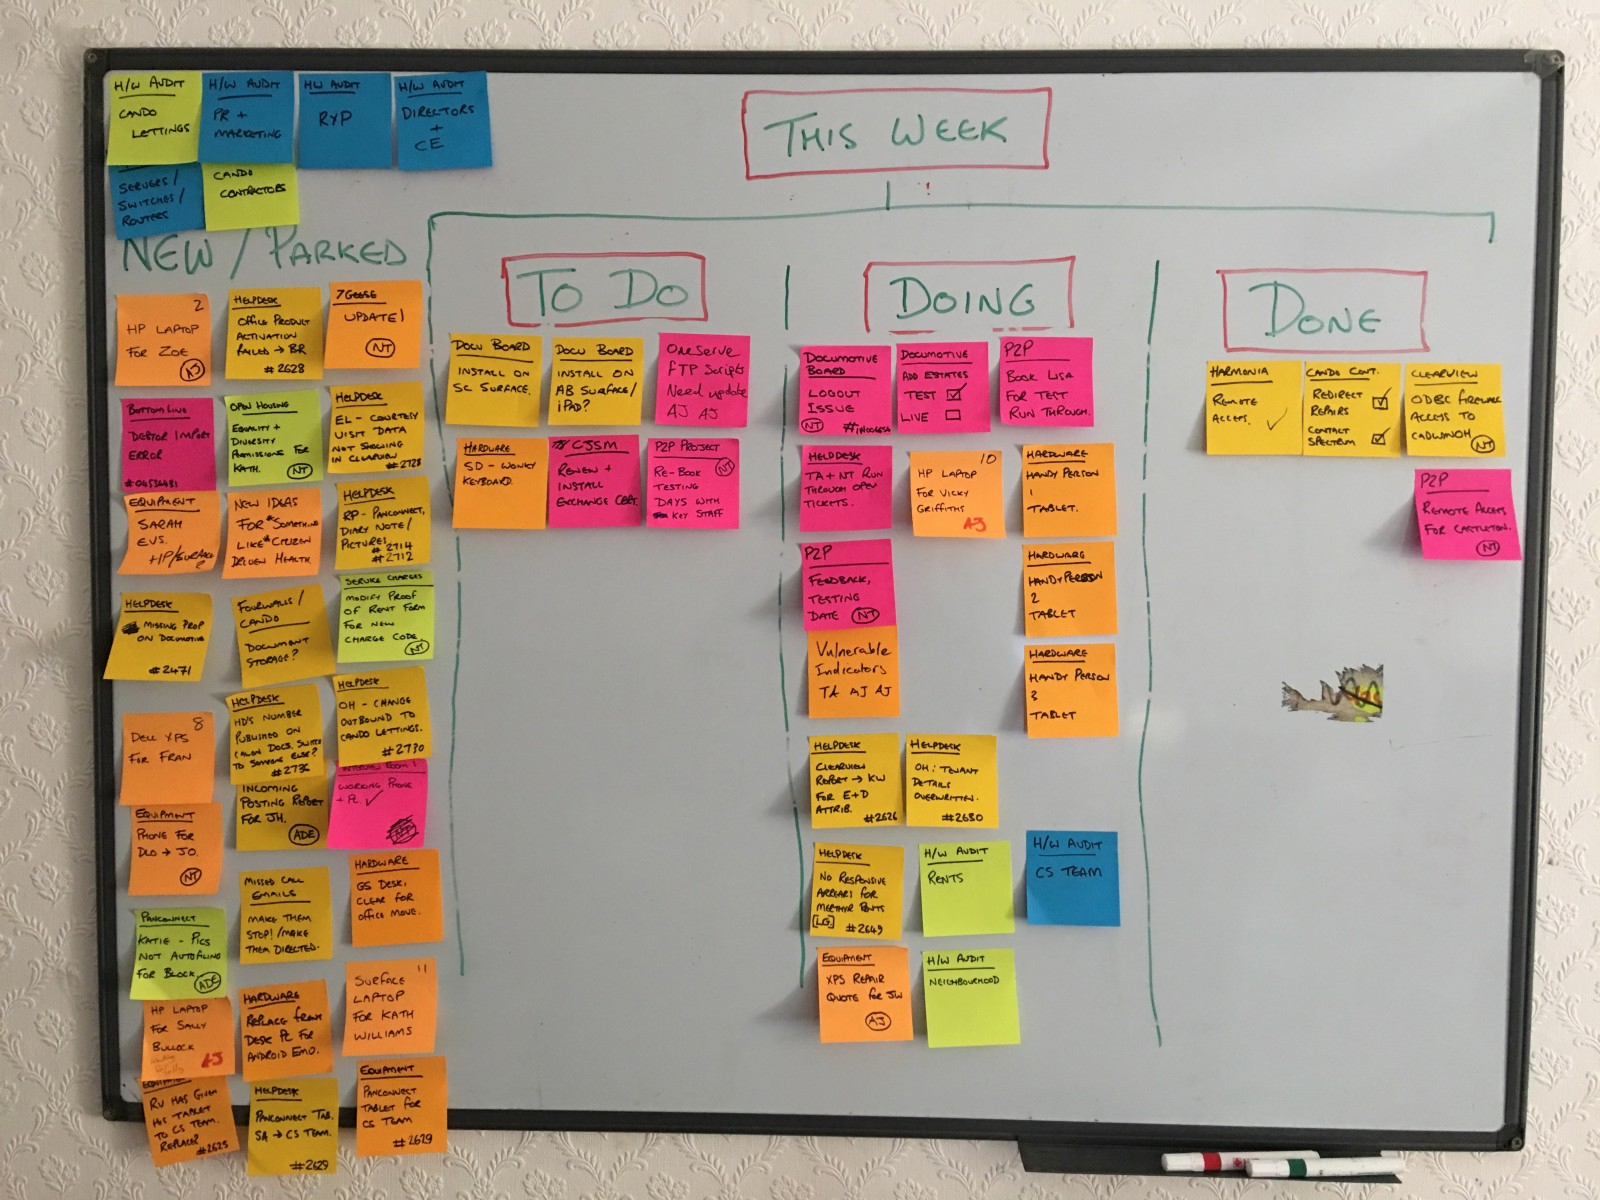 H/W AUDIT
CANDO
LETTINGS
H/W AUDIT
PR +
MARKETING
HW AUDIT
RYP
H/W AUDIT
DIRECTORS
+
CE
SERVERS/
SWITCHES/
ROUTERS
CANDO
CONTRACTORS
THIS WEEK
NEW / PARKED
2
HP LAPTOP
FOR ZOE
AJ
HELPDESK
OFFICE PRODUCT
ACTIVATION
FAILED → BR
#2628
7GEESE
UPDATE!
NT
BOTTOMLINE
DEBTOR IMPORT
ERROR
OPEN HOUSING
EQUALITY +
DIVERSITY
PERMISSIONS FOR
KATH.
NT
HELPDESK
EL - COURTESY
VISIT DATA
NOT SHOWING
IN CLEARVIEW
#2728
EQUIPMENT
SARAH
EVS.
HP/SURFACE
?
NEW IDEAS
FOR "SOMETHING
LIKE" CITIZEN
DRIVEN HEALTH
HELPDESK
RP - PANCONNECT,
DIARY NOTE/
PICTURES
#2714
#2712
HELPDESK
MISSING PROP
ON DOCUMOTIVE
#2471
FOURWALLS/
CANDO
DOCUMENT
STORAGE?
SERVICE CHARGES
MODIFY PROOF
OF RENT FORM
FOR NEW
CHARGE CODE
NT
8
DELL XPS
FOR FRAN
HELPDESK
HD'S NUMBER
PUBLISHED ON
CALON DOCS. SWITCH
TO SOMEONE ELSE?
#2736
HELPDESK
OH - CHANGE
OUTBOUND TO
CANDO LETTINGS.
#2730
EQUIPMENT
PHONE FOR
DLO → JO.
NT
INCOMING
POSTING REPORT
FOR JH.
ADE
INTERVIEW ROOM 1
WORKING PHONE
+ PC. ✓
PANCONNECT
KATIE - PICS
NOT AUTOFILING
FOR BLOCK.
ADE
MISSED CALL
EMAILS
MAKE THEM
STOP!/MAKE
THEM DIRECTED.
HARDWARE
GS DESK,
CLEAR FOR
OFFICE MOVE.
HP LAPTOP
FOR SALLY
BULLOCK
AJ
HARDWARE
REPLACE FRONT
DESK PC FOR
ANDROID EMO.
11
SURFACE
LAPTOP
FOR KATH
WILLIAMS
EQUIPMENT
RV HAS GIVEN
HIS TABLET
TO CS TEAM.
REPLACE?
#2625
HELPDESK
PANCONNECT TAB.
SA → CS TEAM.
#2629
EQUIPMENT
PANCONNECT
TABLET FOR
CS TEAM
#2629
TO DO
DOCU BOARD
INSTALL ON
SC SURFACE.
DOCU BOARD
INSTALL ON
AB SURFACE/
iPAD?
OneServe
FTP Scripts
Need update
AJ AJ
HARDWARE
SD - WONKY
KEYBOARD.
CJSM
RENEW +
INSTALL
EXCHANGE CERT.
P2P PROJECT
RE-BOOK
TESTING
DAYS WITH
KEY STAFF
NT
DOING
DOCUMOTIVE
BOARD
LOGOUT
ISSUE
NT
DOCUMOTIVE
ADD ESTATES
TEST ☑
LIVE ☐
P2P
BOOK LISA
FOR TEST
RUN THROUGH.
HELPDESK
TA + NT RUN
THROUGH OPEN
TICKETS.
10
HP LAPTOP
FOR VICKY
GRIFFITHS
AJ
HARDWARE
HANDY PERSON
1
TABLET.
P2P
FEEDBACK,
TESTING
DATE
NT
HARDWARE
HANDYPERSON
2
TABLET
Vulnerable
Indicators
TA AJ AJ
HARDWARE
HANDY PERSON
3
TABLET
HELPDESK
CLEARVIEW
REPORT → KW
FOR E+D
ATTRIB.
#2626
HELPDESK
OH: TENANT
DETAILS
OVERWRITTEN.
#2680
HELPDESK
NO RESPONSIVE
ARREARS FOR
MERTHYR RENTS
[LG]
#2649
H/W AUDIT
RENTS
H/W AUDIT
CS TEAM
EQUIPMENT
XPS REPAIR
QUOTE FOR JW
AJ
H/W AUDIT
NEIGHBOURHOOD
DONE
HARMONIA
REMOTE
ACCESS. ✓
CANDO CONT.
REDIRECT
REPAIRS ☑
CONTACT
SPECTRUM ☑
CLEARVIEW
ODBC FIREWALL
ACCESS TO
NT
P2P
REMOTE ACCESS
FOR CASTLETON.
NT